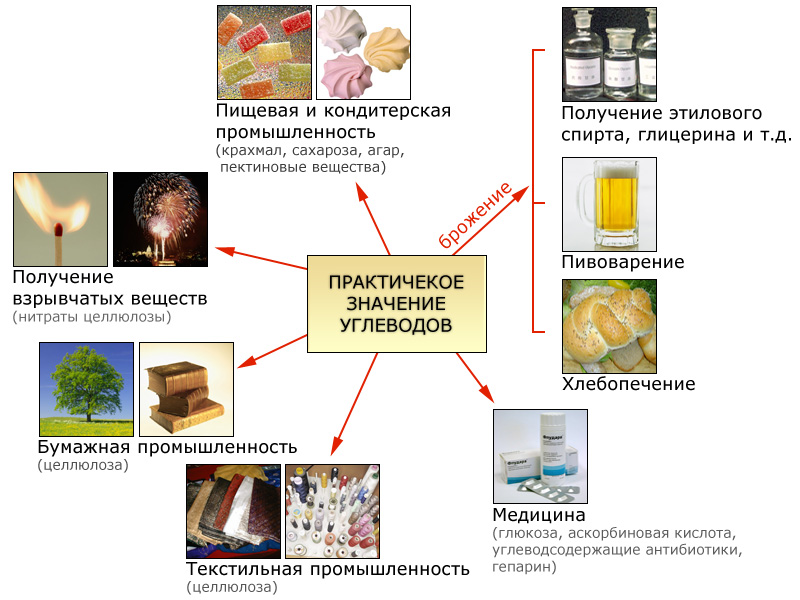 Пищевая и кондитерская
промышленность
(крахмал, сахароза, агар,
пектиновые вещества)
Получение этилового
спирта, глицерина и т.д.
брожение
Пивоварение
Хлебопечение
Получение
взрывчатых веществ
(нитраты целлюлозы)
ПРАКТИЧЕКОЕ
ЗНАЧЕНИЕ
УГЛЕВОДОВ
Бумажная промышленность
(целлюлоза)
Текстильная промышленность
(целлюлоза)
Флударa
Медицина
(глюкоза, аскорбиновая кислота,
углеводсодержащие антибиотики,
гепарин)